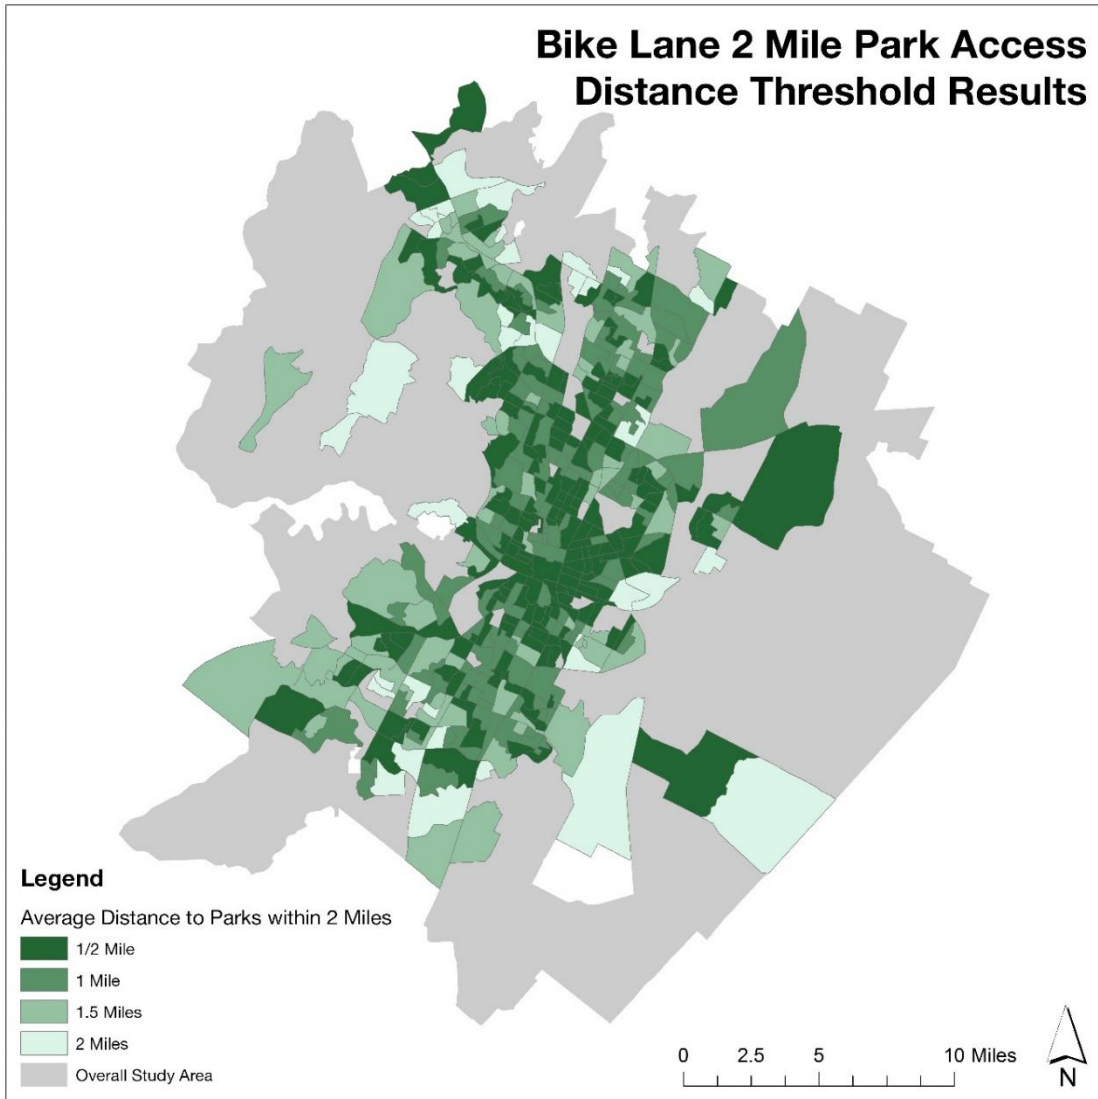 Bike Lane 2 Mile Park Access
Distance Threshold Results
Legend
Average Distance to Parks within 2 Miles
1/2 Mile
1 Mile
1.5 Miles
2 Miles
Overall Study Area
0 2.5 5 10 Miles
N